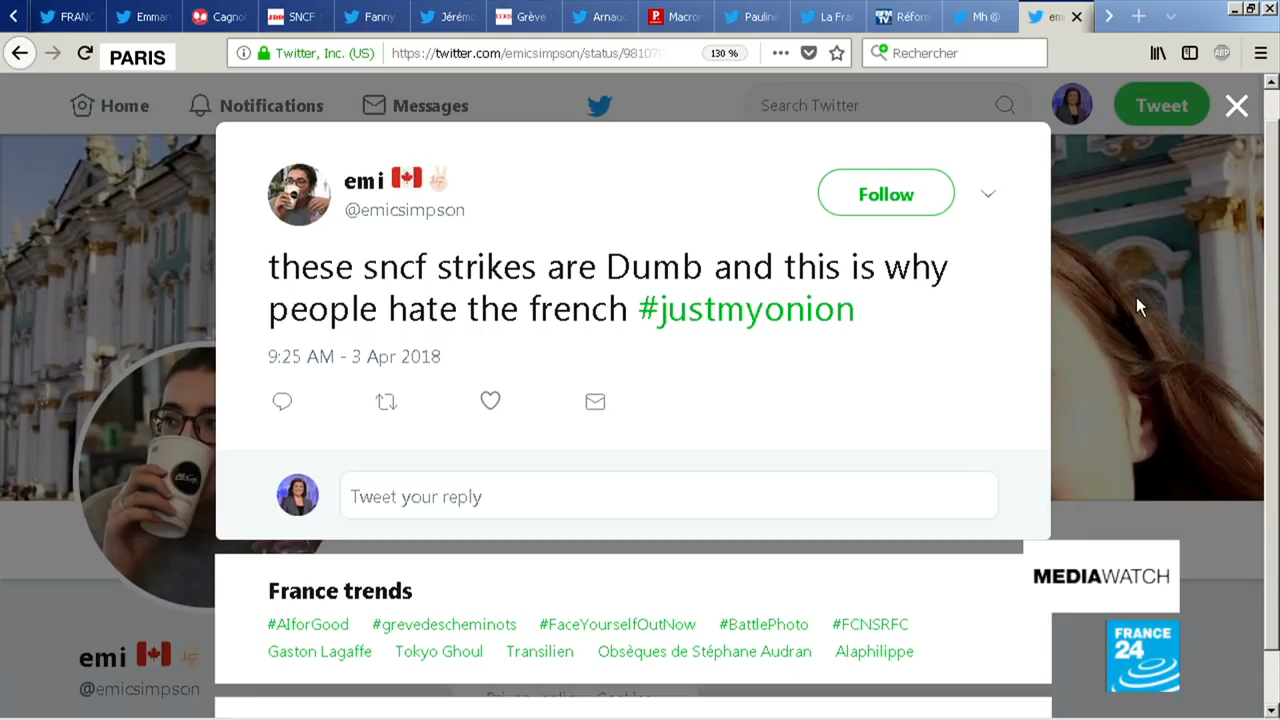 FRANC
Emman
Cagnot
SNCF
Fanny
Jérém
Grève
Arnau
Macron
Pauline
La Fra
Réforr
Mh @
em
PARIS
Twitter, Inc. (US)
https://twitter.com/emicsimpson/status/98107
130 %
Rechercher
ABP
Home
Notifications
Messages
Search Twitter
Tweet
emi
@emicsimpson
Follow
these sncf strikes are Dumb and this is why
people hate the french #justmyonion
9:25 AM - 3 Apr 2018
Tweet your reply
France trends
#AIforGood #grevedescheminots #FaceYourselfOutNow #BattlePhoto #FCNSRFC
Gaston Lagaffe Tokyo Ghoul Transilien Obsèques de Stéphane Audran Alaphilippe
MEDIAWATCH
FRANCE
24
emi
@emicsimpson